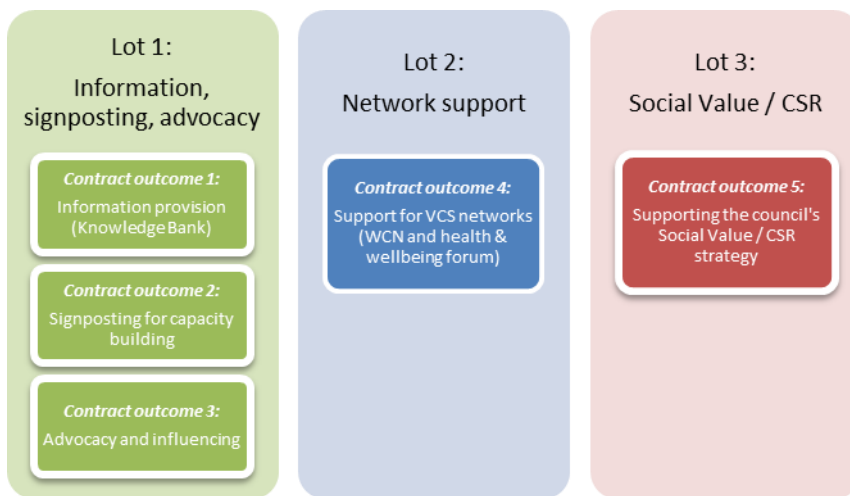 Lot 1:
Information,
signposting, advocacy
Contract outcome 1:
Information provision
(Knowledge Bank)
Contract outcome 2:
Signposting for capacity
building
Contract outcome 3:
Advocacy and influencing
Lot 2:
Network support
Contract outcome 4:
Support for VCS networks
(WCN and health &
wellbeing forum)
Lot 3:
Social Value / CSR
Contract outcome 5:
Supporting the council's
Social Value / CSR
strategy